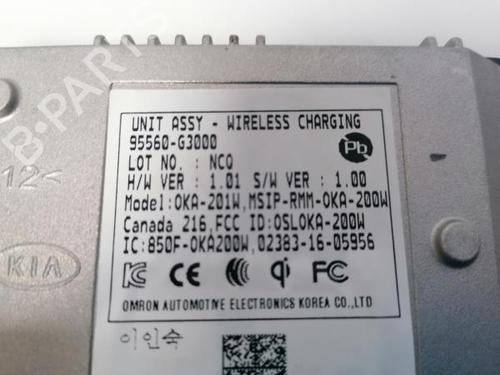 B-PARTS
UNIT ASSY - WIRELESS CHARGING
95560-G3000
Pb
LOT NO. : NCQ
H/W VER : 1.01 S/W VER : 1.00
12<
Model:OKA-201W,MSIP-RMM-OKA-200W
Canada 216,FCC ID:OSLOKA-200W
IC:850F-OKA200W,02383-16-05956
KIA
CE
qi
FC
OMRON AUTOMOTIVE ELECTRONICS KOREA CO.,LTD
이인숙